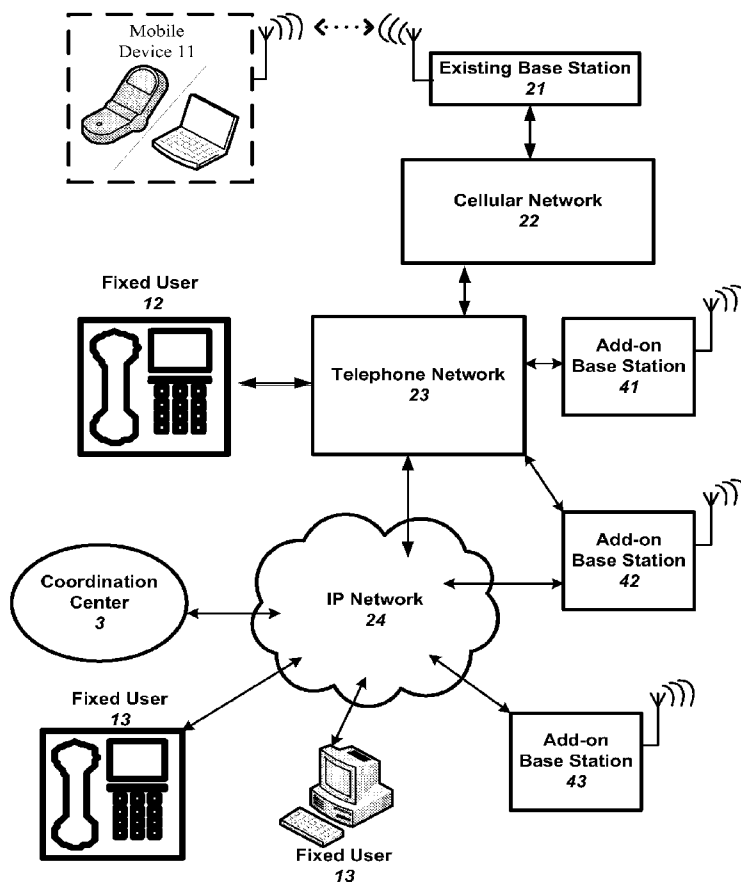 Mobile
Device 11
Existing Base Station
21
Cellular Network
22
Fixed User
12
Telephone Network
23
Add-on
Base Station
41
Add-on
Base Station
42
Coordination
Center
3
IP Network
24
Fixed User
13
Add-on
Base Station
43
Fixed User
13